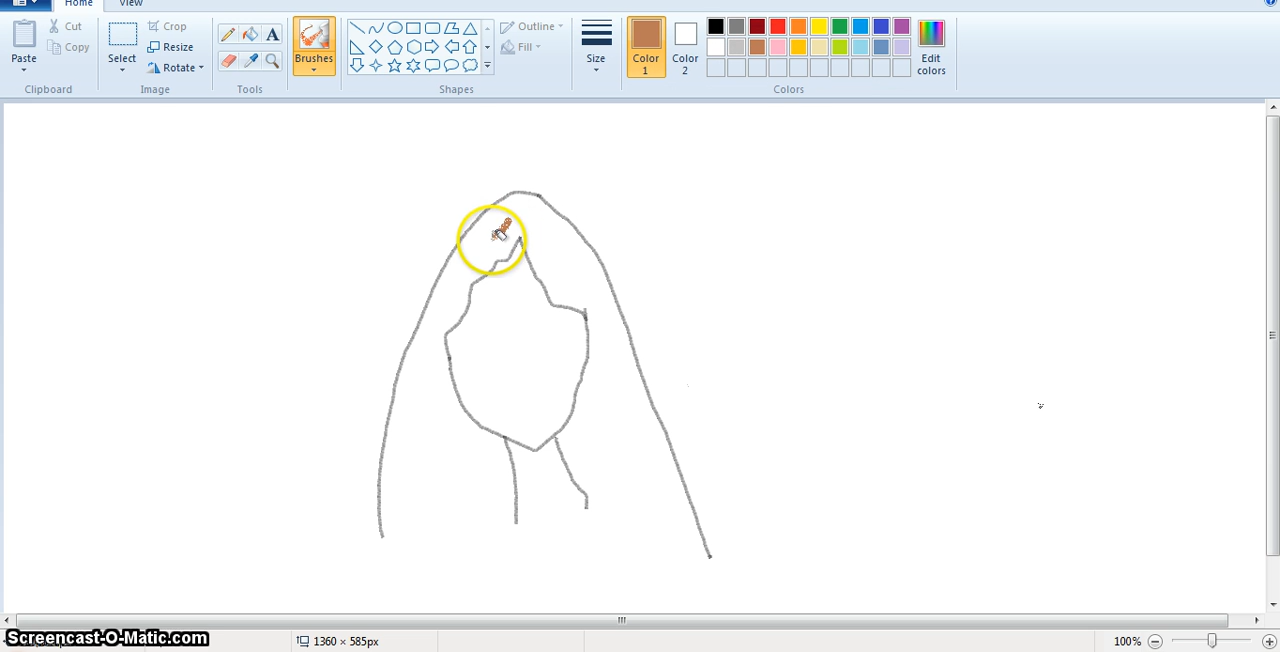 Home View
Cut
Copy
Paste
Clipboard
Select
Crop
Resize
Rotate
Image
A
Tools
Brushes
Shapes
Outline
Fill
Size
Color 1
Color 2
Edit colors
Colors
Screencast-O-Matic.com
1360 × 585px
100%